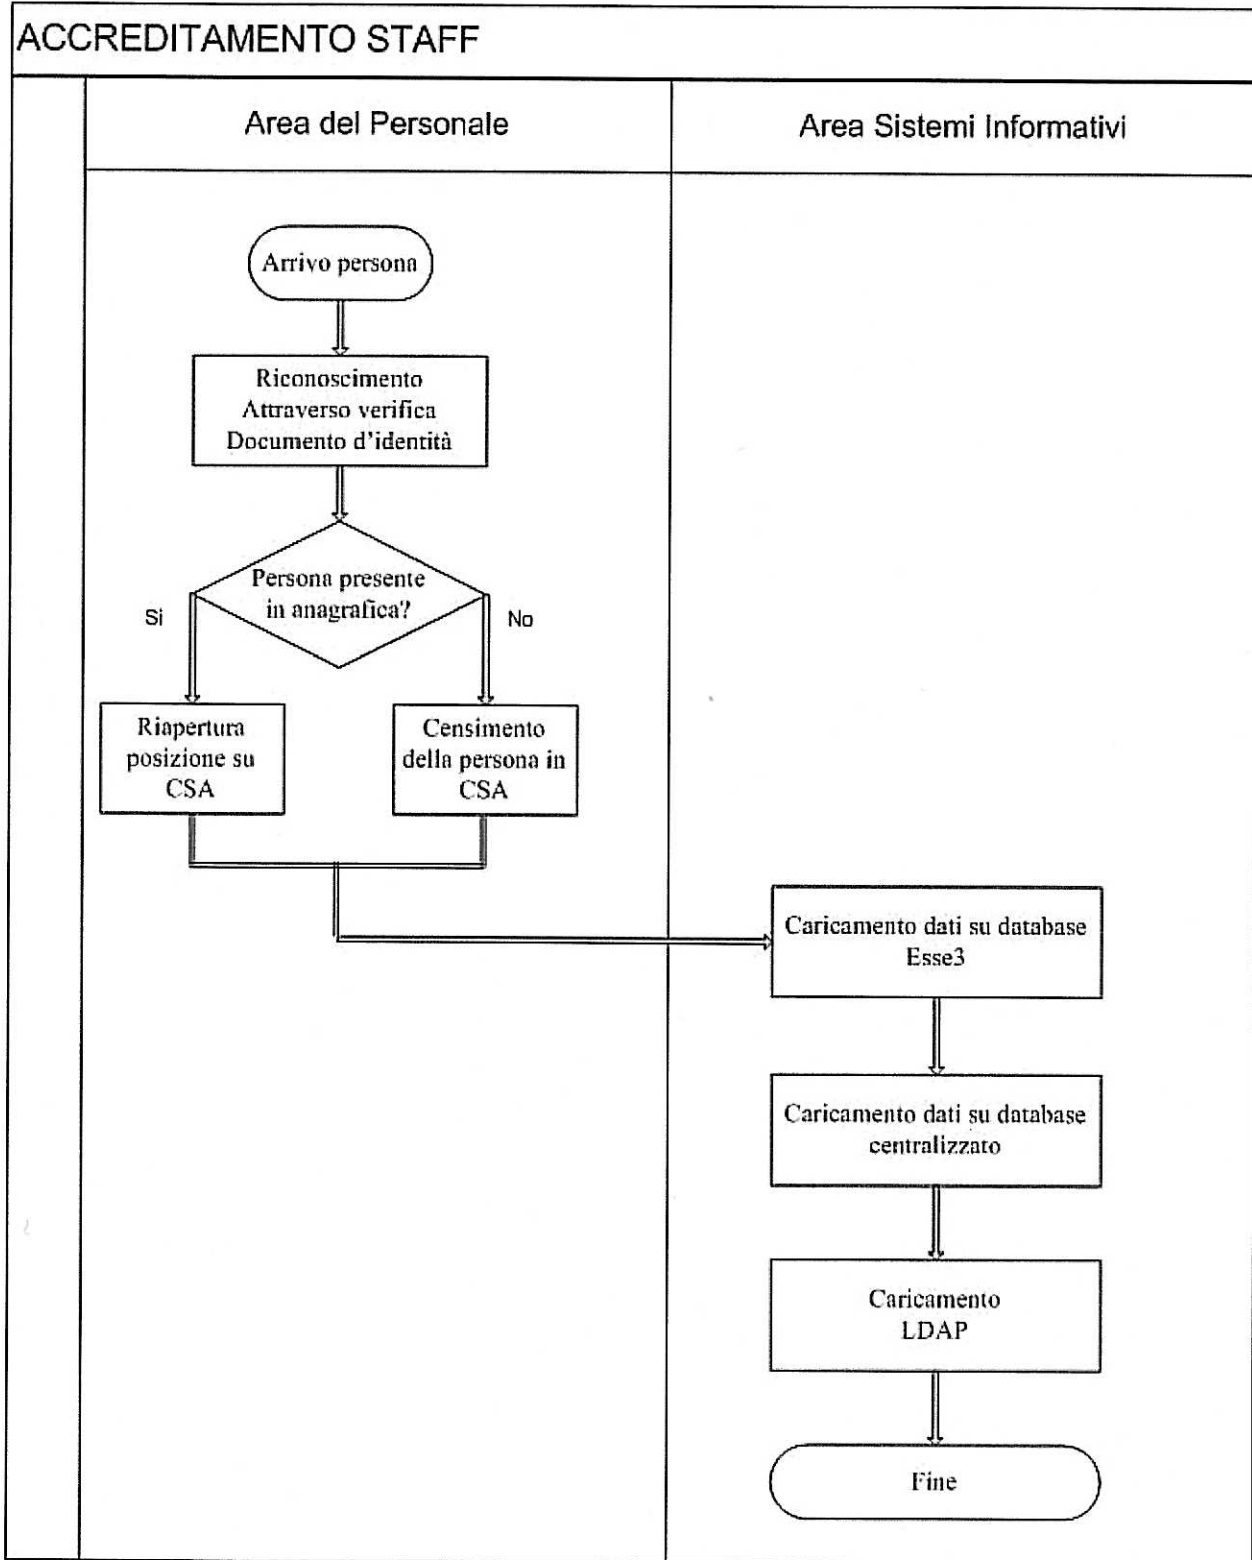 ACCREDITAMENTO STAFF
Area del Personale
Area Sistemi Informativi
Arrivo persona
Riconoscimento
Attraverso verifica
Documento d'identità
Persona presente
in anagrafica?
Si
No
Riapertura
posizione su
CSA
Censimento
della persona in
CSA
Caricamento dati su database
Esse3
Caricamento dati su database
centralizzato
Caricamento
LDAP
Fine